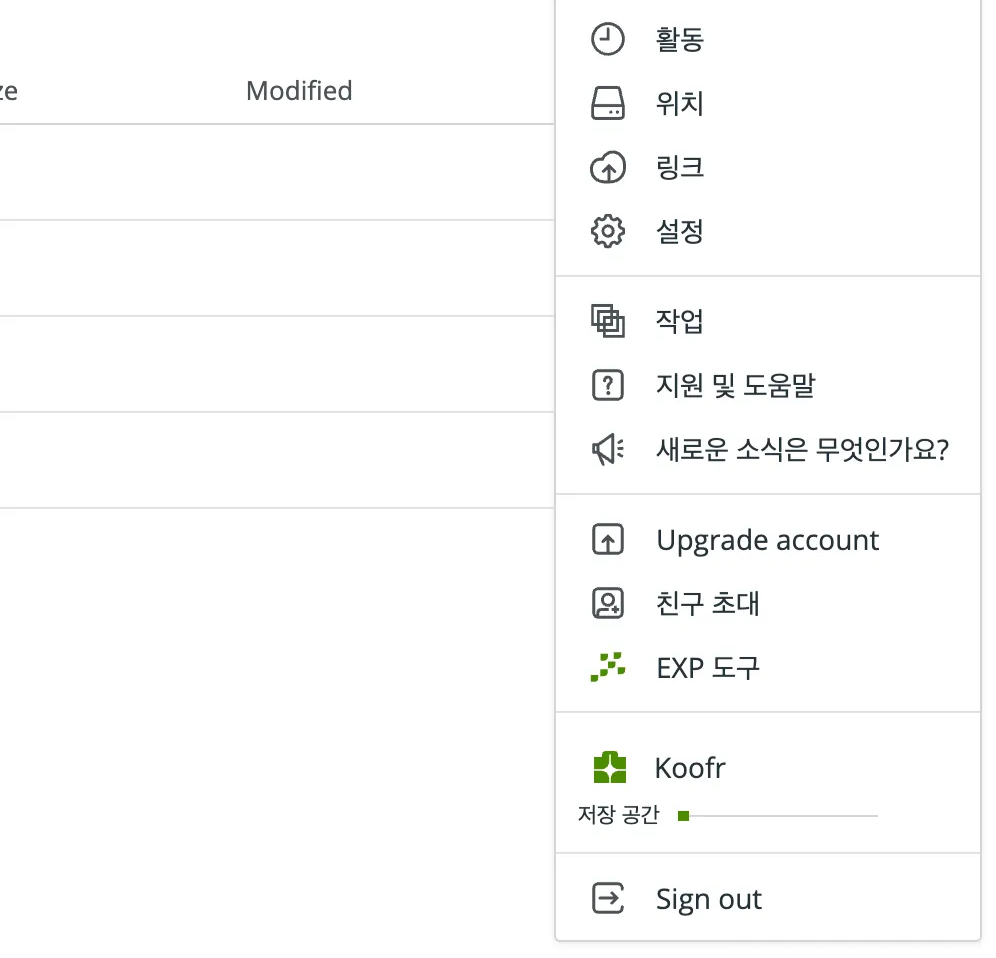 ze
Modified
활동
위치
링크
설정
작업
지원 및 도움말
새로운 소식은 무엇인가요?
Upgrade account
친구 초대
EXP 도구
Koofr
저장 공간
Sign out